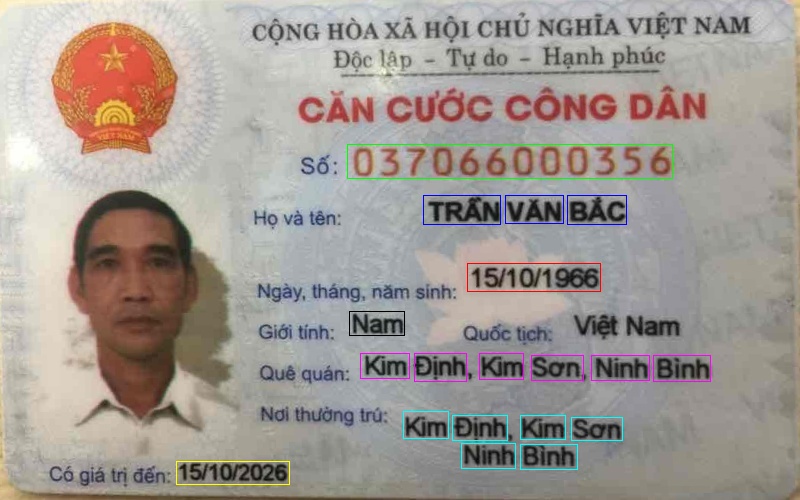 CỘNG HÒA XÃ HỘI CHỦ NGHĨA VIỆT NAM
Độc lập - Tự do - Hạnh phúc
CĂN CƯỚC CÔNG DÂN
Số: 037066000356
Họ và tên: TRẦN VĂN BẮC
Ngày, tháng, năm sinh: 15/10/1966
Giới tính: Nam Quốc tịch: Việt Nam
Quê quán: Kim Định, Kim Sơn, Ninh Bình
Nơi thường trú: Kim Định, Kim Sơn
Ninh Bình
Có giá trị đến: 15/10/2026